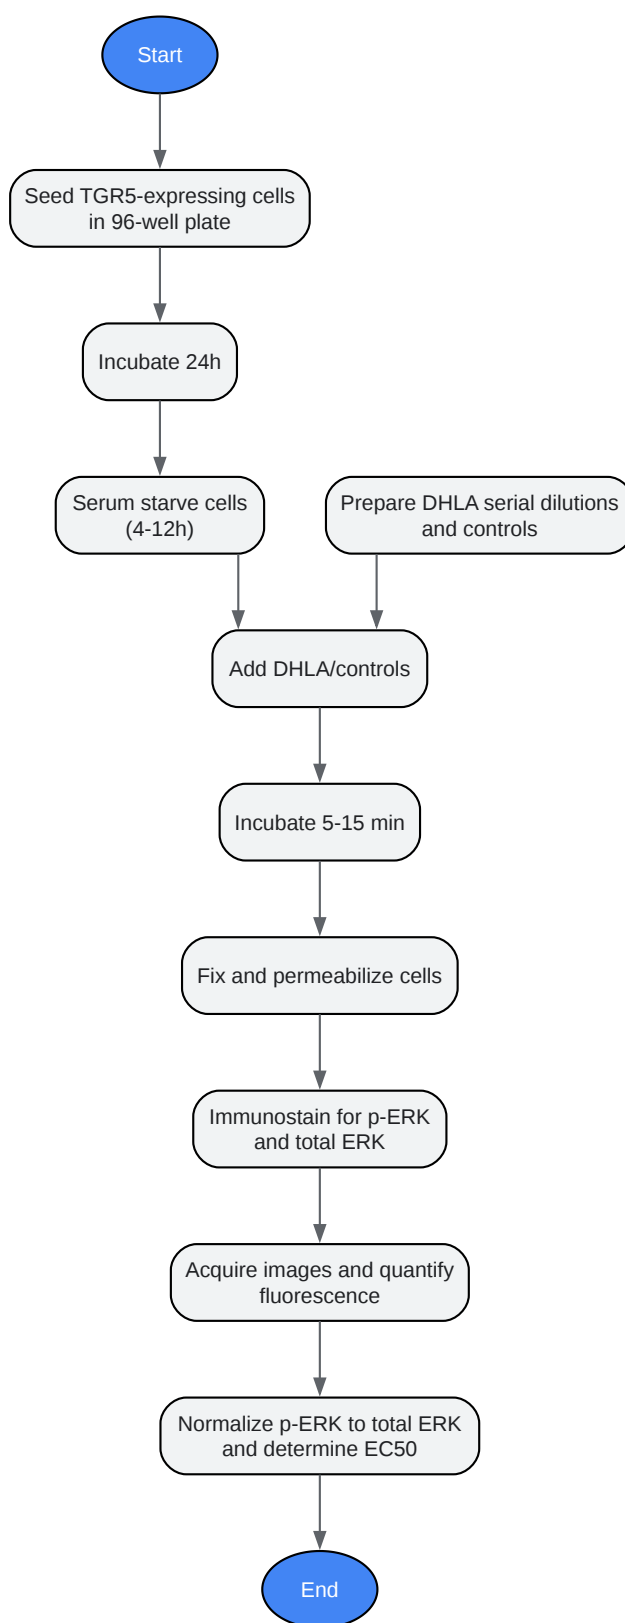 Start
Seed TGR5-expressing cells
in 96-well plate
Incubate 24h
Serum starve cells
(4-12h)
Prepare DHLA serial dilutions
and controls
Add DHLA/controls
Incubate 5-15 min
Fix and permeabilize cells
Immunostain for p-ERK
and total ERK
Acquire images and quantify
fluorescence
Normalize p-ERK to total ERK
and determine EC50
End